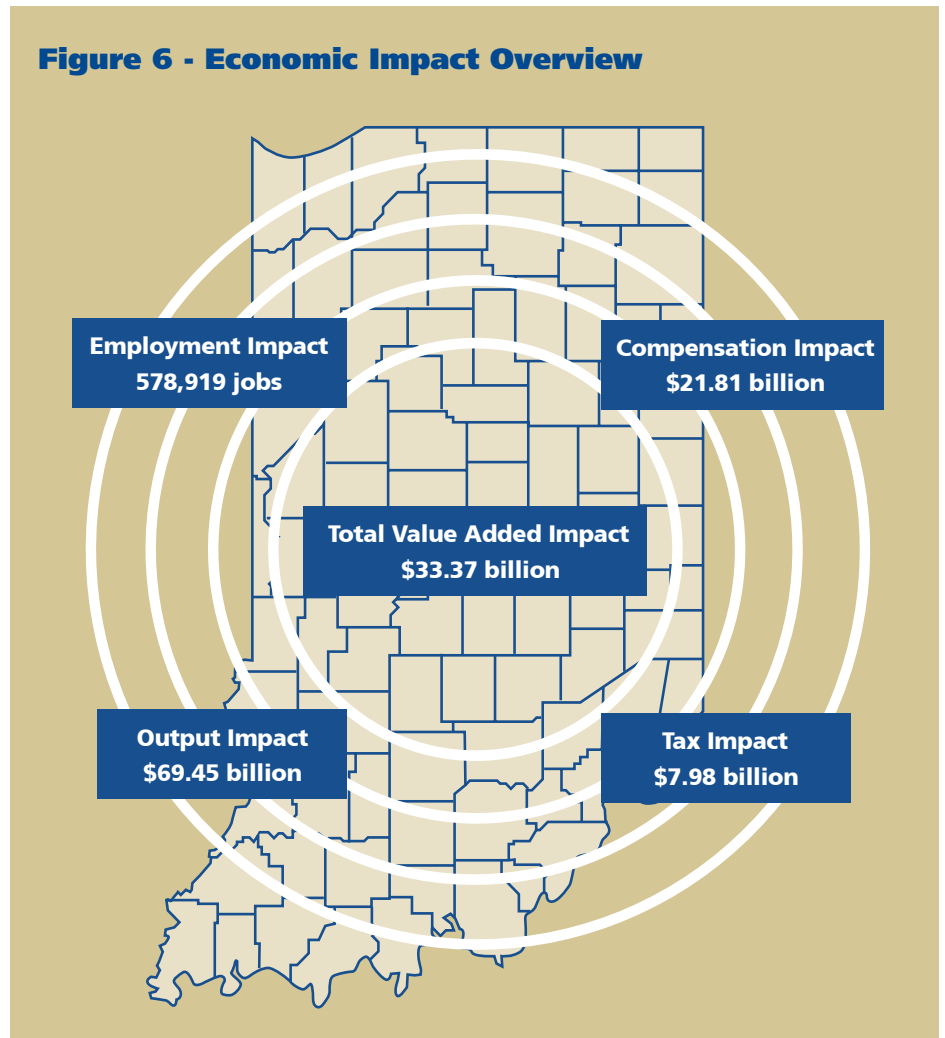 Figure 6 - Economic Impact Overview
Employment Impact
578,919 jobs
Compensation Impact
$21.81 billion
Total Value Added Impact
$33.37 billion
Output Impact
$69.45 billion
Tax Impact
$7.98 billion